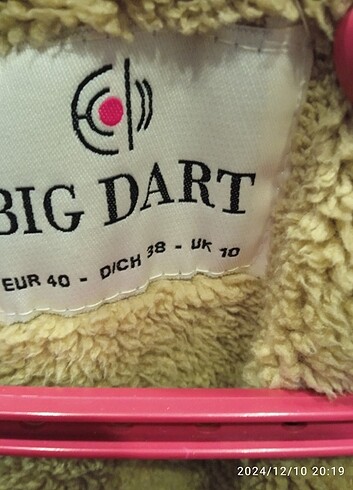 BIG DART
EUR 40 - D/CH 38 - UK 10
2024/12/10 20:19